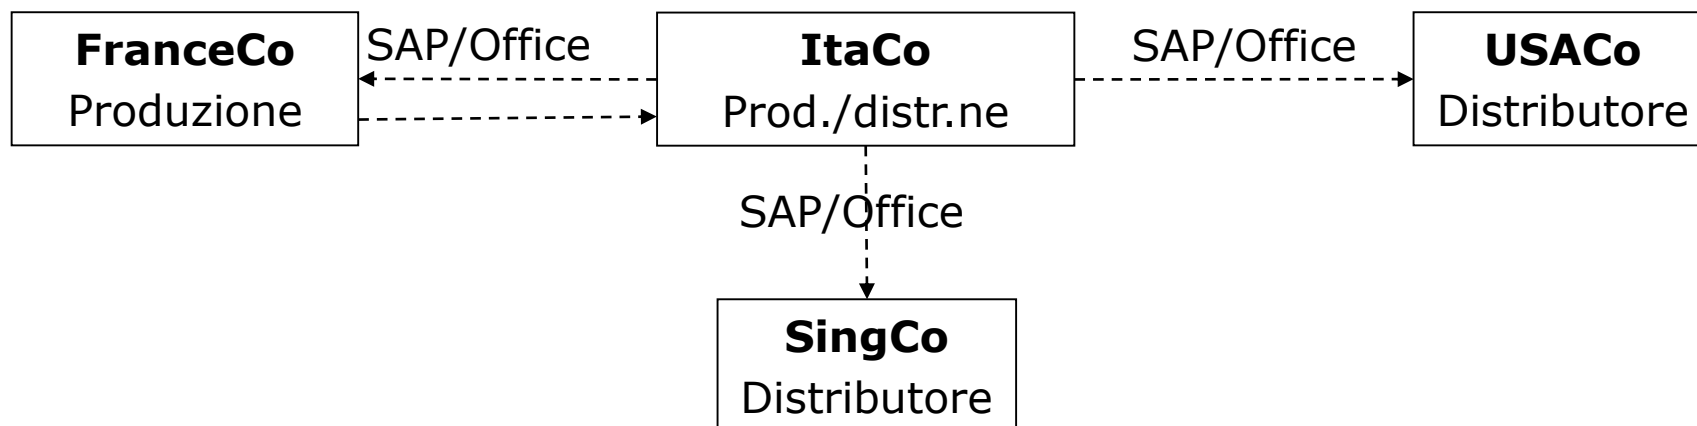 FranceCo
Produzione
SAP/Office
ItaCo
Prod./distr.ne
SAP/Office
USACo
Distributore
SAP/Office
SingCo
Distributore